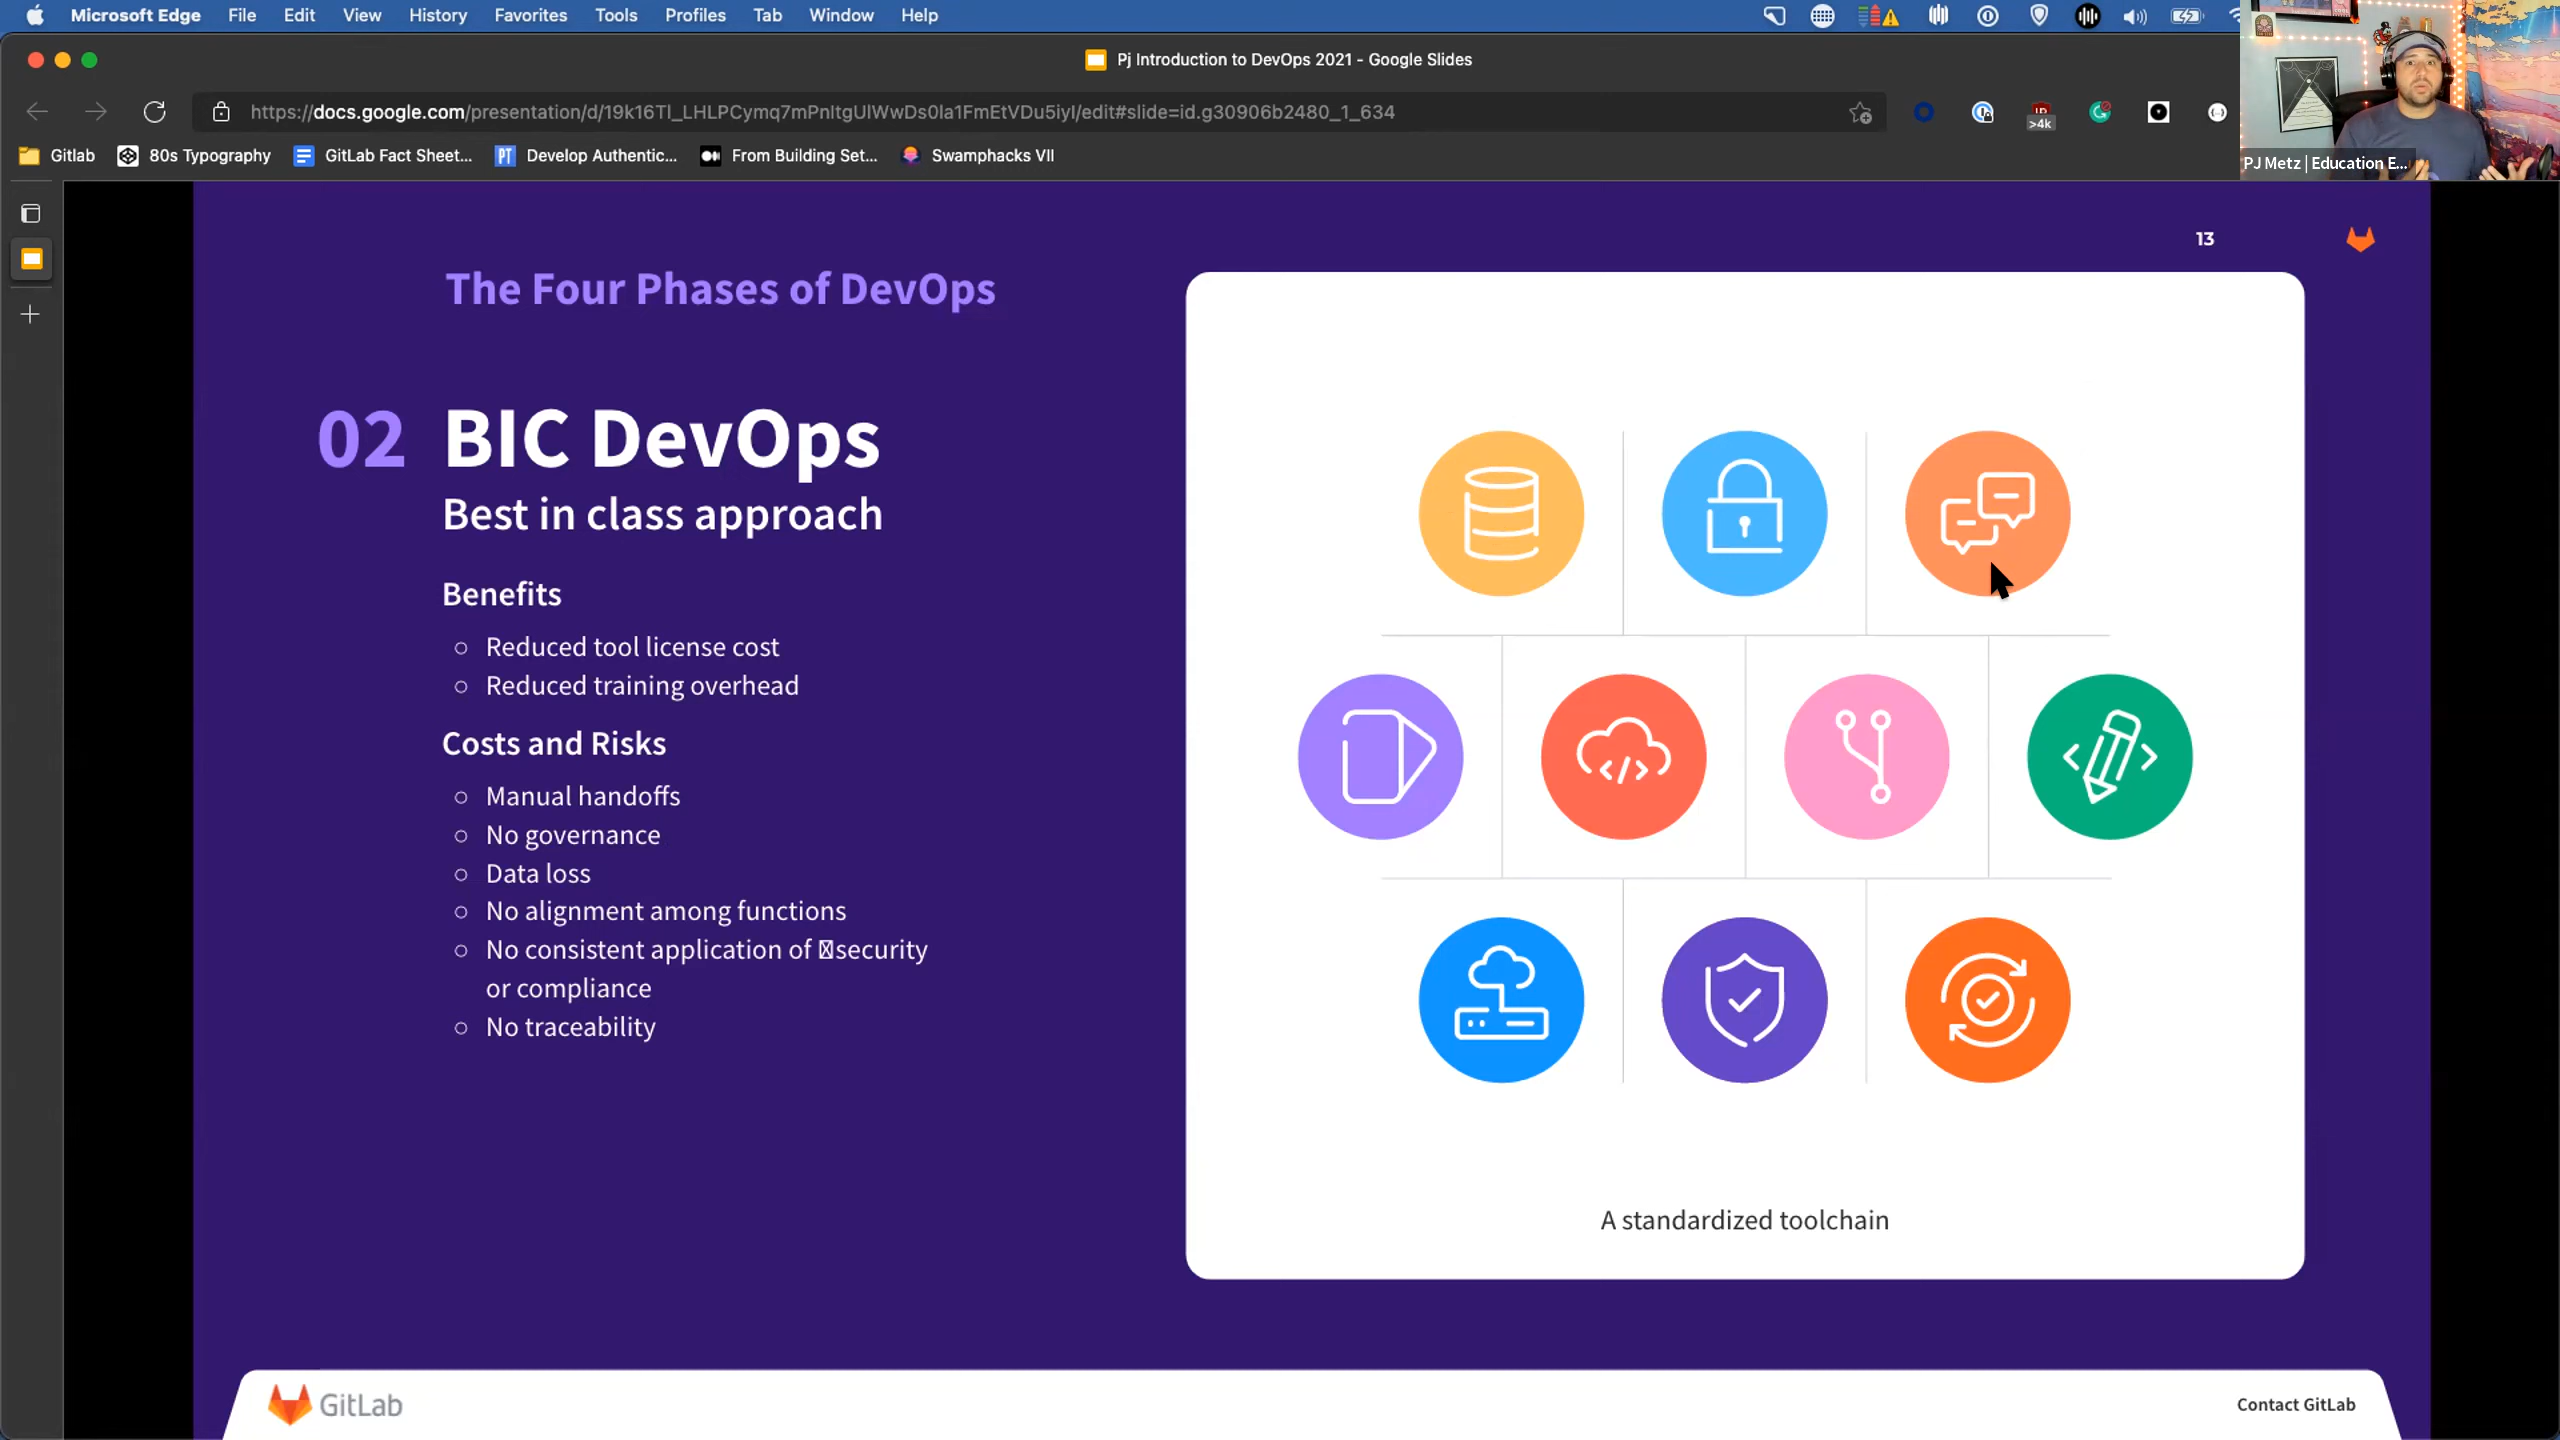 Microsoft Edge File Edit View History Favorites Tools Profiles Tab Window Help
Pj Introduction to DevOps 2021 - Google Slides
https://docs.google.com/presentation/d/19k16Tl_LHLPCymq7mPnItgUlWwDs0la1FmEtVDu5iyI/edit#slide=id.g30906b2480_1_634
>4k
Gitlab 80s Typography GitLab Fact Sheet... PT Develop Authentic... From Building Set... Swamphacks VII
PJ Metz | Education E...
13
The Four Phases of DevOps
02 BIC DevOps
Best in class approach
Benefits
Reduced tool license cost
Reduced training overhead
Costs and Risks
Manual handoffs
No governance
Data loss
No alignment among functions
No consistent application of security
or compliance
No traceability
A standardized toolchain
GitLab
Contact GitLab